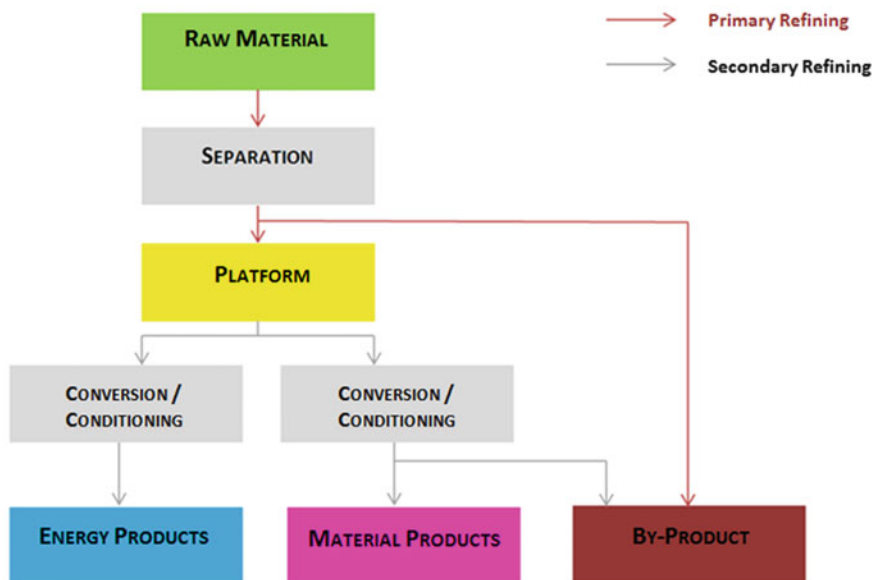 RAW MATERIAL
Primary Refining
Secondary Refining
SEPARATION
PLATFORM
CONVERSION /
CONDITIONING
CONVERSION /
CONDITIONING
ENERGY PRODUCTS
MATERIAL PRODUCTS
BY-PRODUCT